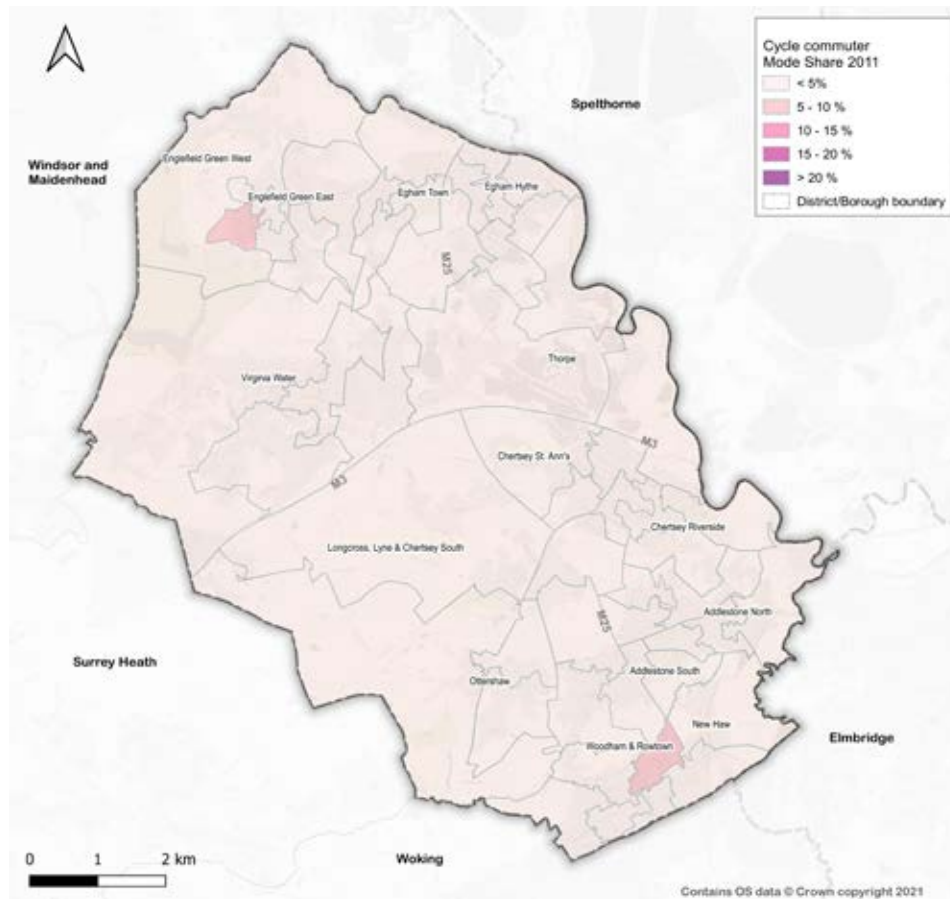 Cycle commuter
Mode Share 2011
< 5%
5 - 10 %
10 - 15 %
15 - 20 %
> 20 %
District/Borough boundary
Spelthorne
Windsor and
Maidenhead
Englefield Green West
Englefield Green East
Egham Town
Egham Hythe
M25
Thorpe
Virginia Water
M3
Chertsey St. Ann's
M3
Chertsey Riverside
Longcross, Lyne & Chertsey South
Addlestone North
M25
Surrey Heath
Addlestone South
Ottershaw
New Haw
Woodham & Rowtown
Elmbridge
Woking
0 1 2 km
Contains OS data © Crown copyright 2021